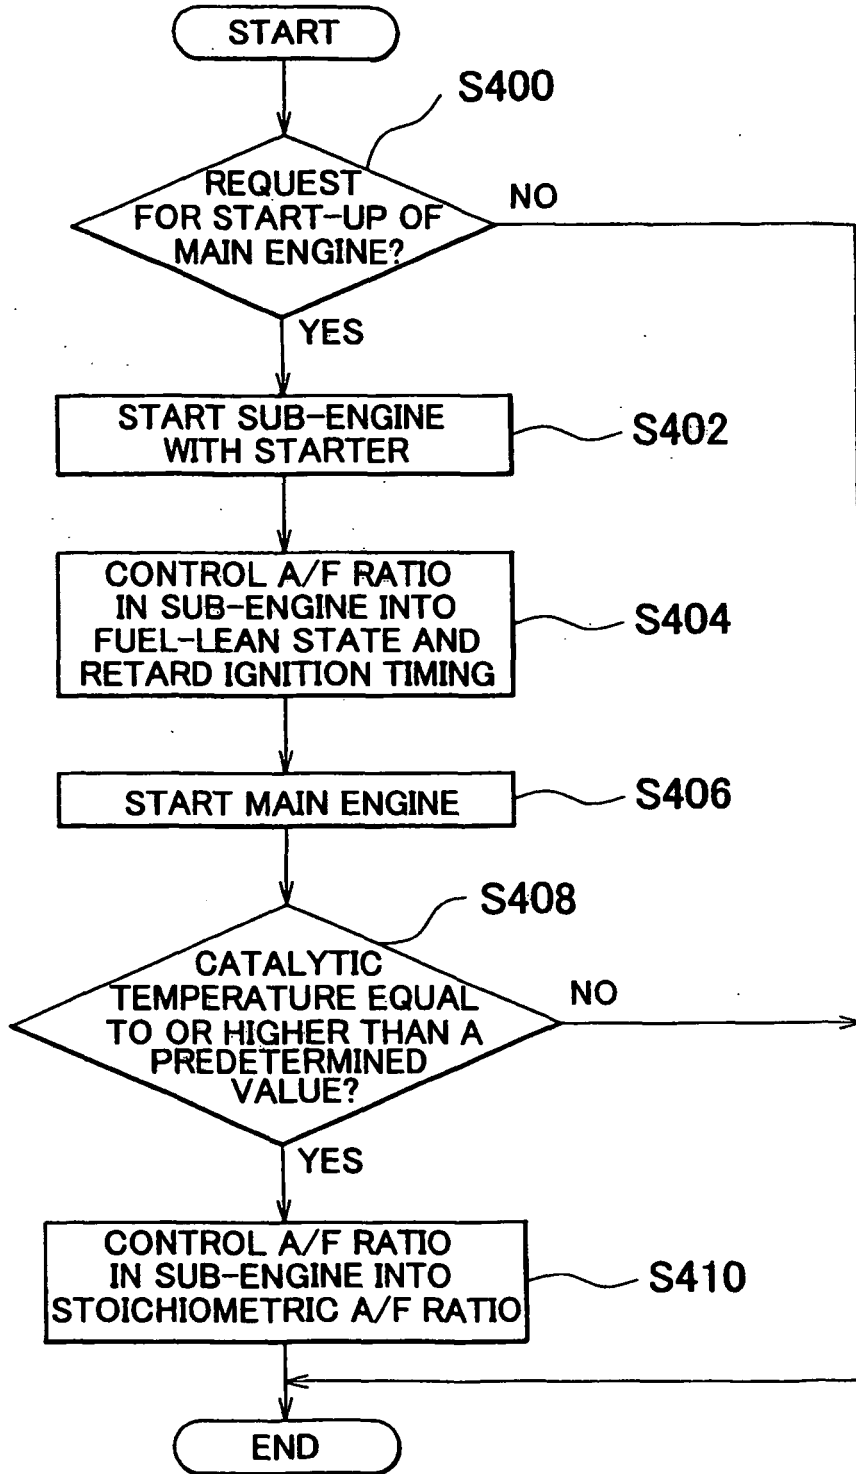 START
S400
REQUEST
FOR START-UP OF
MAIN ENGINE?
NO
YES
START SUB-ENGINE
WITH STARTER
S402
CONTROL A/F RATIO
IN SUB-ENGINE INTO
FUEL-LEAN STATE AND
RETARD IGNITION TIMING
S404
START MAIN ENGINE
S406
S408
CATALYTIC
TEMPERATURE EQUAL
TO OR HIGHER THAN A
PREDETERMINED
VALUE?
NO
YES
CONTROL A/F RATIO
IN SUB-ENGINE INTO
STOICHIOMETRIC A/F RATIO
S410
END